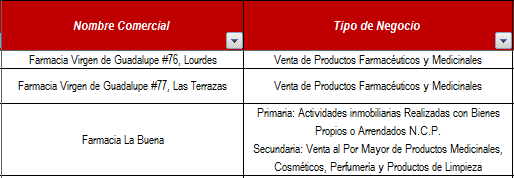 Nombre Comercial
Tipo de Negocio
Farmacia Virgen de Guadalupe #76, Lourdes
Venta de Productos Farmacéuticos y Medicinales
Farmacia Virgen de Guadalupe #77, Las Terrazas
Venta de Productos Farmacéuticos y Medicinales
Farmacia La Buena
Primaria: Actividades inmobiliarias Realizadas con Bienes
Propios o Arrendados N.C.P.
Secundaria: Venta al Por Mayor de Productos Medicinales,
Cosméticos, Perfumería y Productos de Limpieza